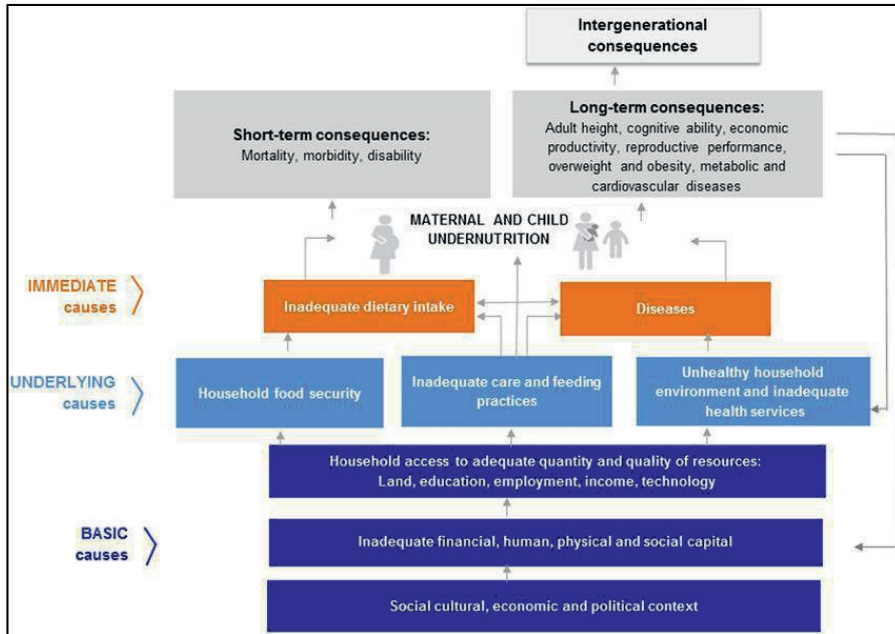 Intergenerational
consequences
Short-term consequences:
Mortality, morbidity, disability
Long-term consequences:
Adult height, cognitive ability, economic
productivity, reproductive performance,
overweight and obesity, metabolic and
cardiovascular diseases
MATERNAL AND CHILD
UNDERNUTRITION
IMMEDIATE
causes
Inadequate dietary intake
Diseases
UNDERLYING
causes
Household food security
Inadequate care and feeding
practices
Unhealthy household
environment and inadequate
health services
Household access to adequate quantity and quality of resources:
Land, education, employment, income, technology
BASIC
causes
Inadequate financial, human, physical and social capital
Social cultural, economic and political context